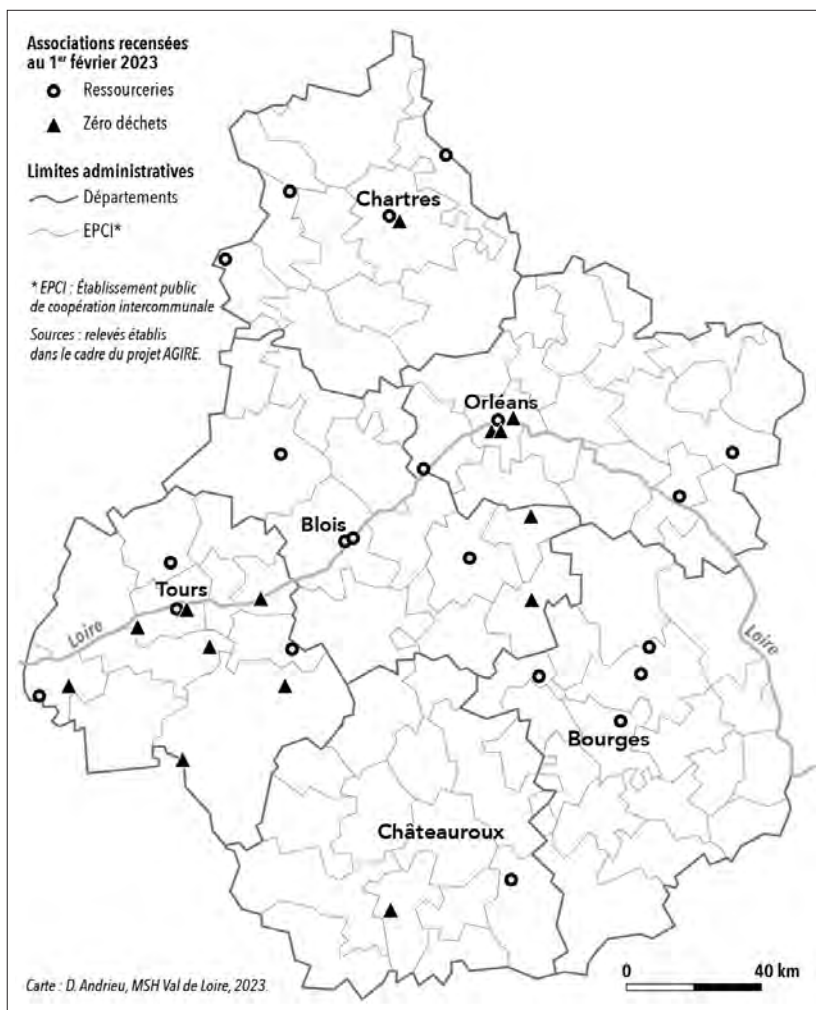 Associations recensées
au 1er février 2023
Ressourceries
Zéro déchets
Limites administratives
Départements
EPCI*
* EPCI : Établissement public
de coopération intercommunale
Sources : relevés établis
dans le cadre du projet AGIRE.
Chartres
Orléans
Blois
Tours
Loire
Loire
Bourges
Châteauroux
0 40 km
Carte : D. Andrieu, MSH Val de Loire, 2023.